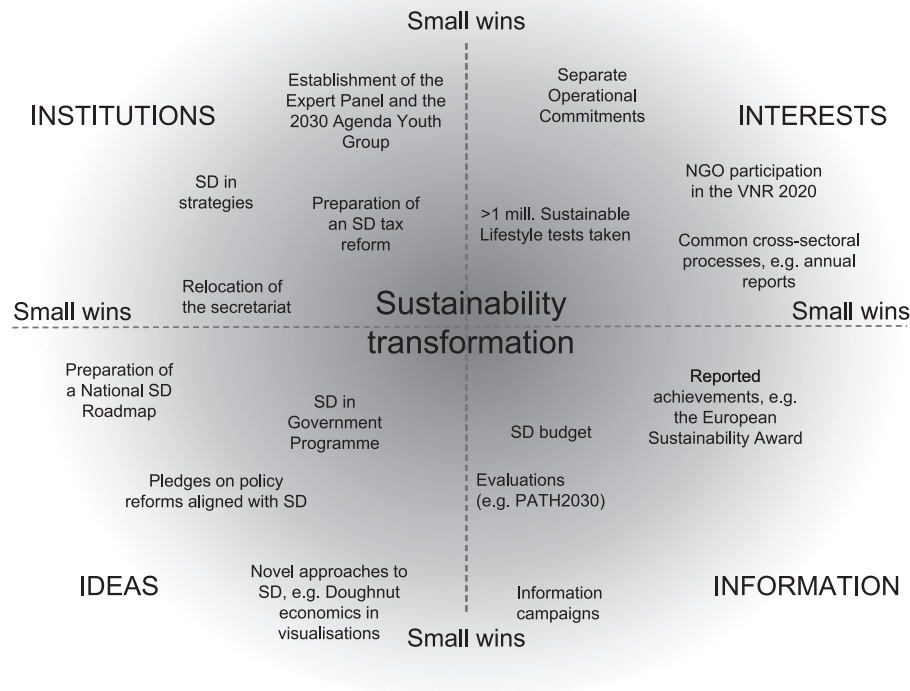 Small wins
INSTITUTIONS
Establishment of the
Expert Panel and the
2030 Agenda Youth
Group
SD in
strategies
Preparation of
an SD tax
reform
Relocation of
the secretariat
Separate
Operational
Commitments
INTERESTS
NGO participation
in the VNR 2020
>1 mill. Sustainable
Lifestyle tests taken
Common cross-sectoral
processes, e.g. annual
reports
Small wins
Sustainability
transformation
Small wins
Preparation of
a National SD
Roadmap
SD in
Government
Programme
Pledges on policy
reforms aligned with SD
IDEAS
Novel approaches to
SD, e.g. Doughnut
economics in
visualisations
Reported
achievements, e.g.
the European
Sustainability Award
SD budget
Evaluations
(e.g. PATH2030)
Information
campaigns
INFORMATION
Small wins